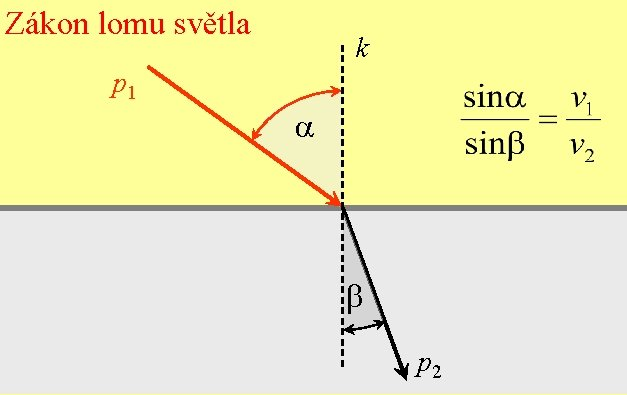 Zákon lomu světla
k
p1
α
sinα / sinβ = v1 / v2
β
p2